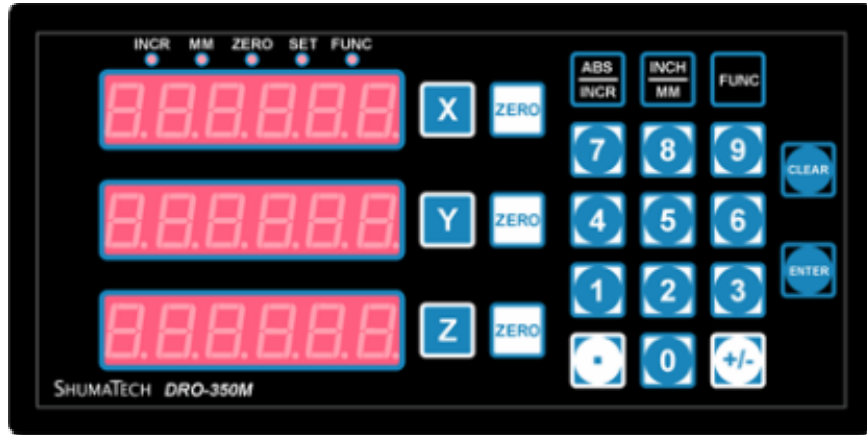 INCR MM ZERO SET FUNC
ABS INCH FUNC
INCR MM
X ZERO
7 8 9
CLEAR
Y ZERO
4 5 6
ENTER
1 2 3
Z ZERO
. 0 +/-
SHUMATECH DRO-350M